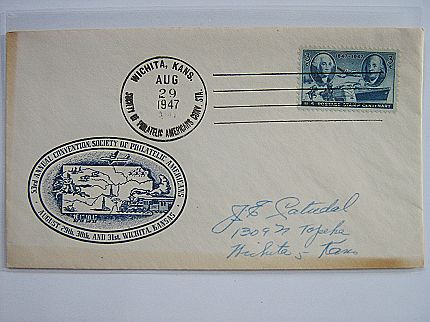 WICHITA, KANS.
AUG
29
1947
SOCIETY OF PHILATELIC AMERICANS CONV. STA.
1847-1947
U.S. POSTAGE STAMP CENTENARY
53rd ANNUAL CONVENTION SOCIETY OF PHILATELIC AMERICANS
AUGUST 29th, 30th, AND 31st, WICHITA, KANSAS
J E
1309 N Topeka
Wichita 5 Kans